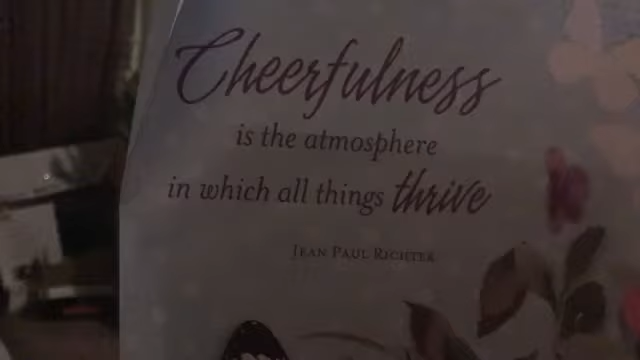 Cheerfulness
is the atmosphere
in which all things thrive
JEAN PAUL RICHTER